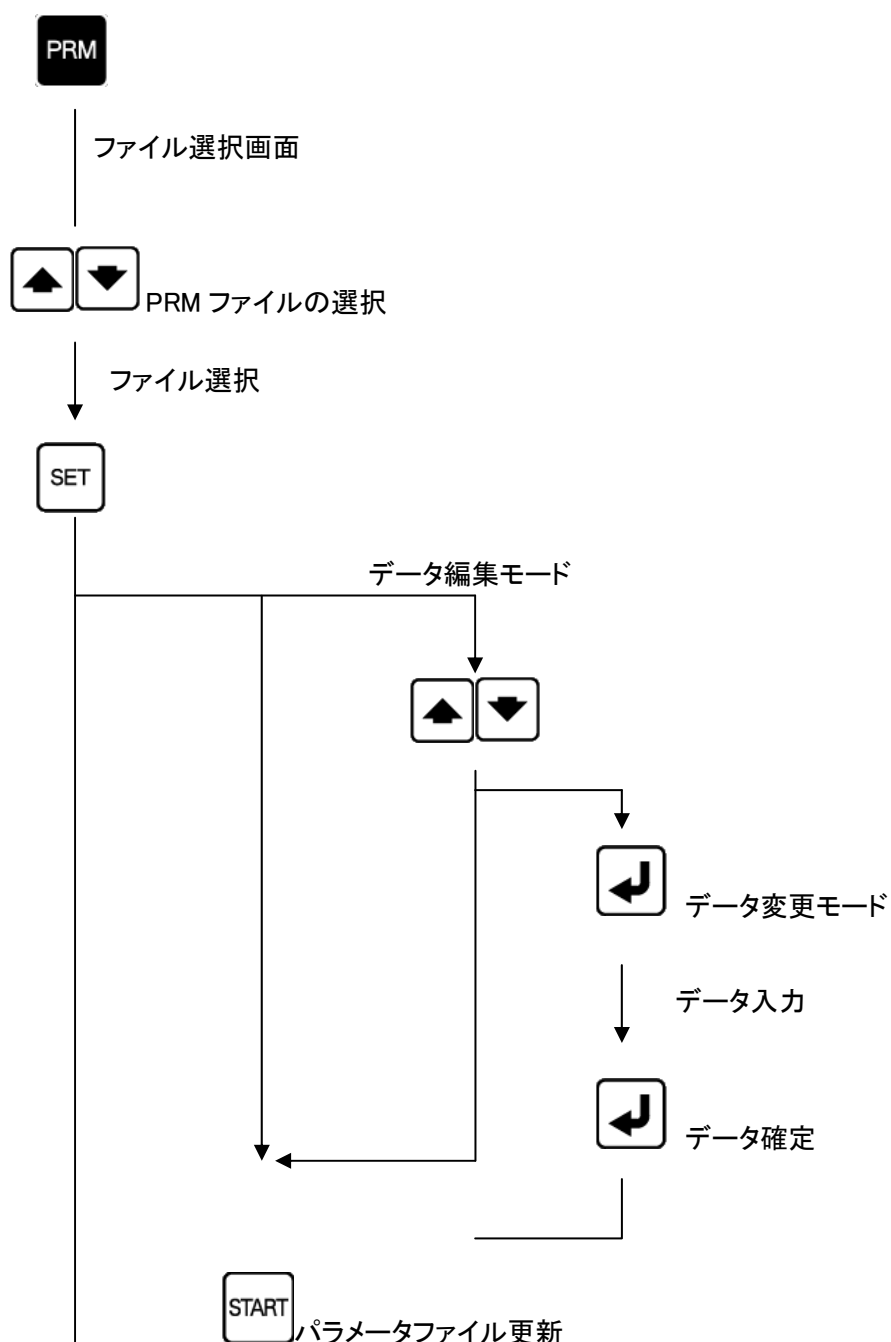 PRM
ファイル選択画面
PRM ファイルの選択
ファイル選択
SET
データ編集モード
データ変更モード
データ入力
データ確定
START
パラメータファイル更新